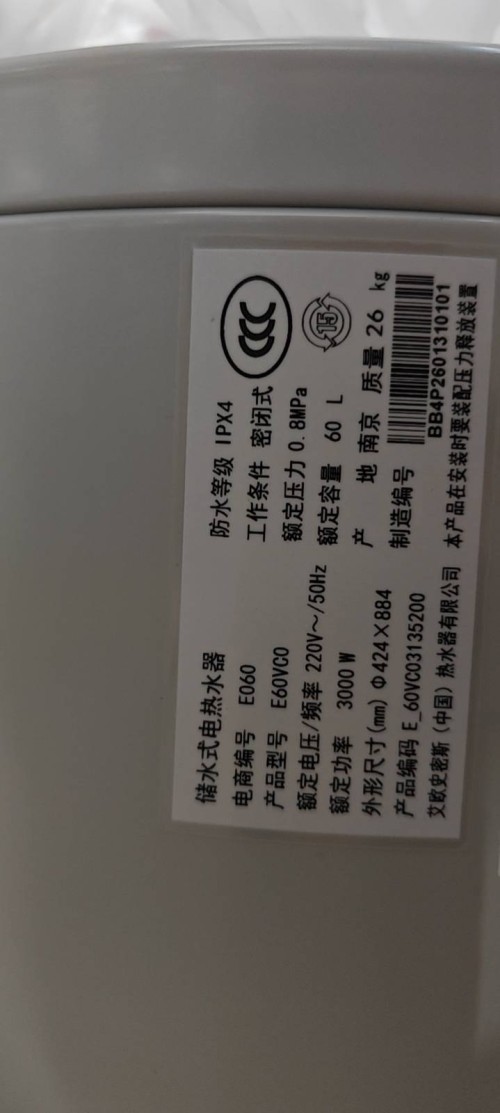 储水式电热水器
电商编号 E060
产品型号 E60VC0
额定电压/频率 220V～/50Hz
额定功率 3000 W
外形尺寸(mm) Φ424×884
产品编码 E_60VC03135200
艾欧史密斯（中国）热水器有限公司
防水等级 IPX4
工作条件 密闭式
额定压力 0.8MPa
额定容量 60 L
产 地 南京 质量 26 kg
制造编号
BB4P2601310101
本产品在安装时要装配压力释放装置
CCC
15